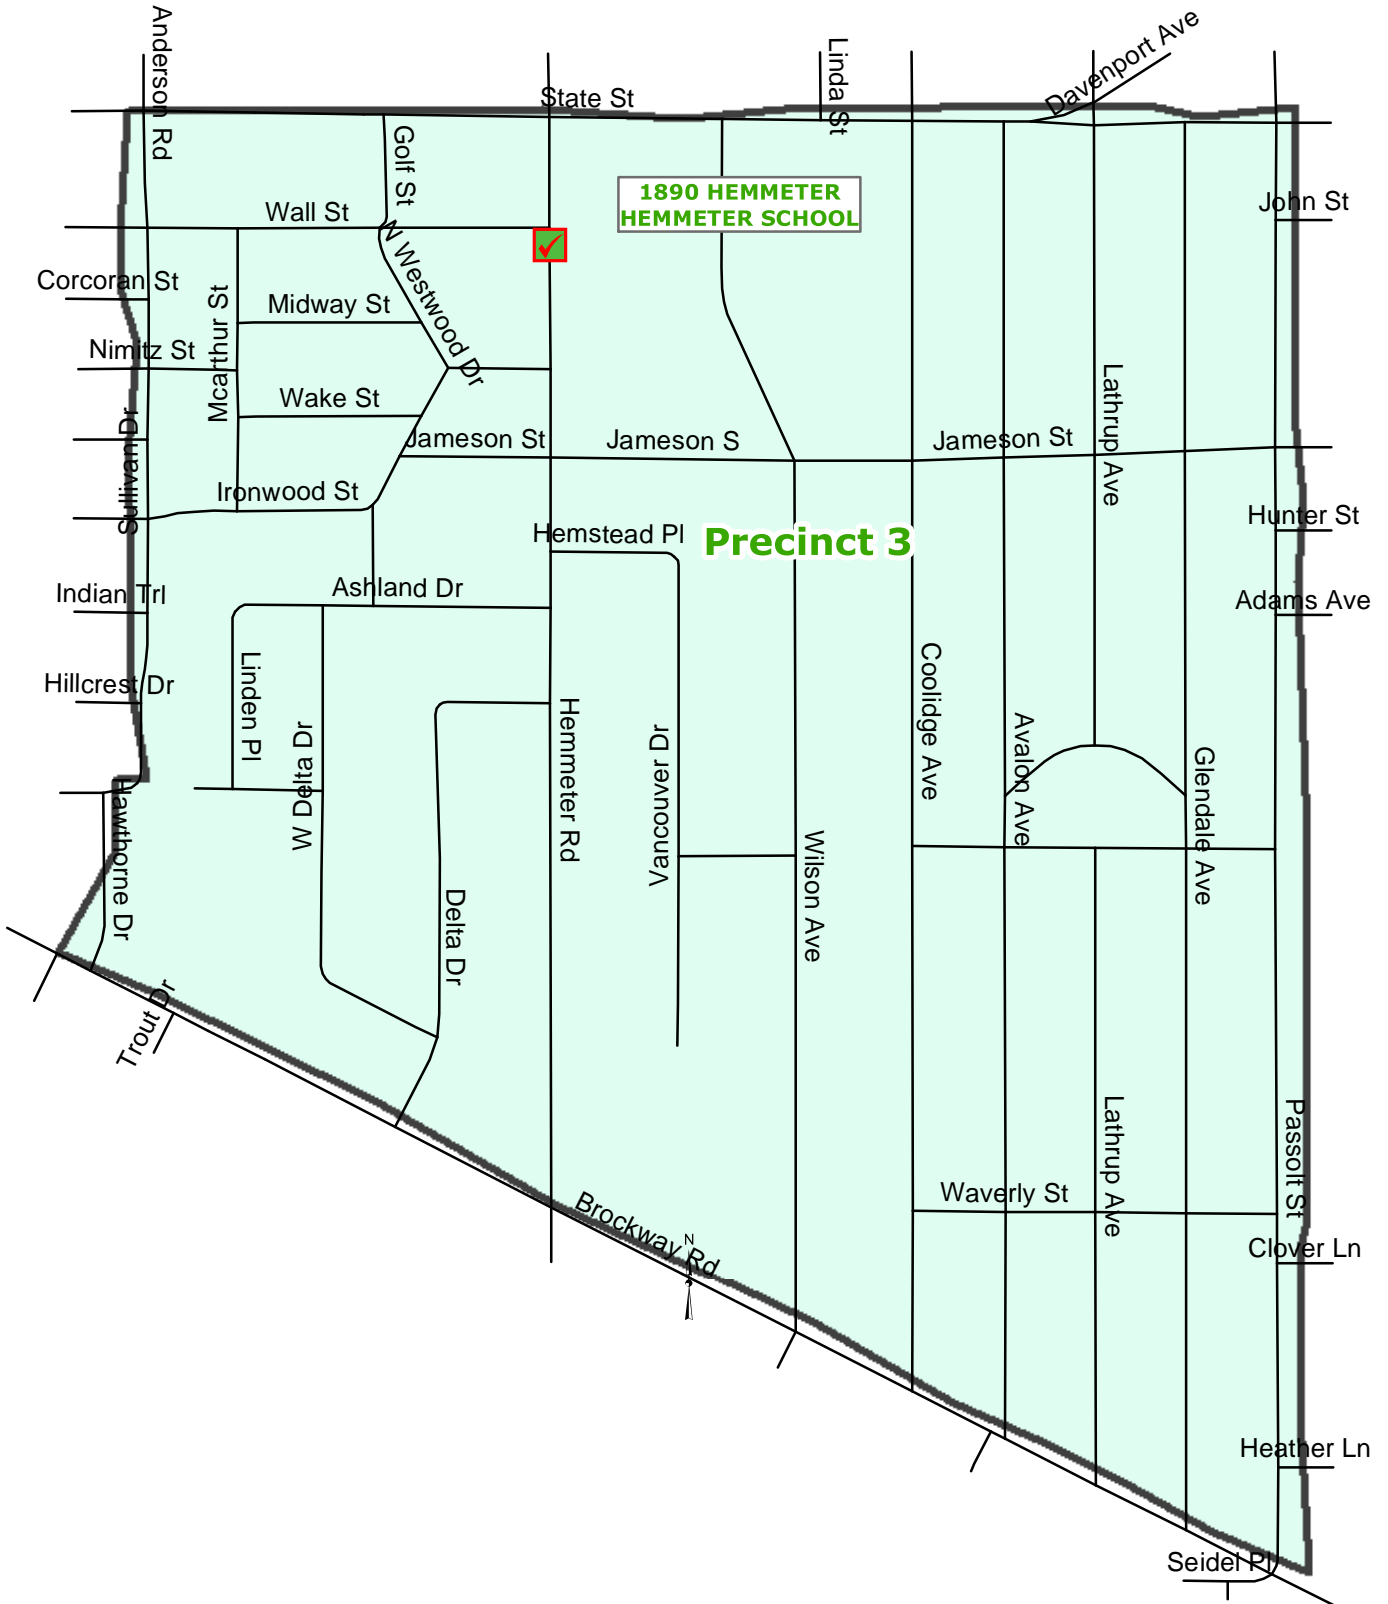 Anderson Rd
State St
Linda St
Davenport Ave
Golf St
1890 HEMMETER
HEMMETER SCHOOL
John St
Wall St
N Westwood Dr
Corcoran St
Mcarthur St
Midway St
Nimitz St
Wake St
Lathrup Ave
Sullivan Dr
Jameson St
Jameson S
Jameson St
Ironwood St
Hunter St
Hemstead Pl
Precinct 3
Indian Trl
Ashland Dr
Adams Ave
Hillcrest Dr
Linden Pl
W Delta Dr
Hemmeter Rd
Vancouver Dr
Coolidge Ave
Avalon Ave
Glendale Ave
Hawthorne Dr
Delta Dr
Wilson Ave
Trout Dr
Lathrup Ave
Passolt St
Waverly St
Brockway Rd
N
Clover Ln
Heather Ln
Seidel Pl